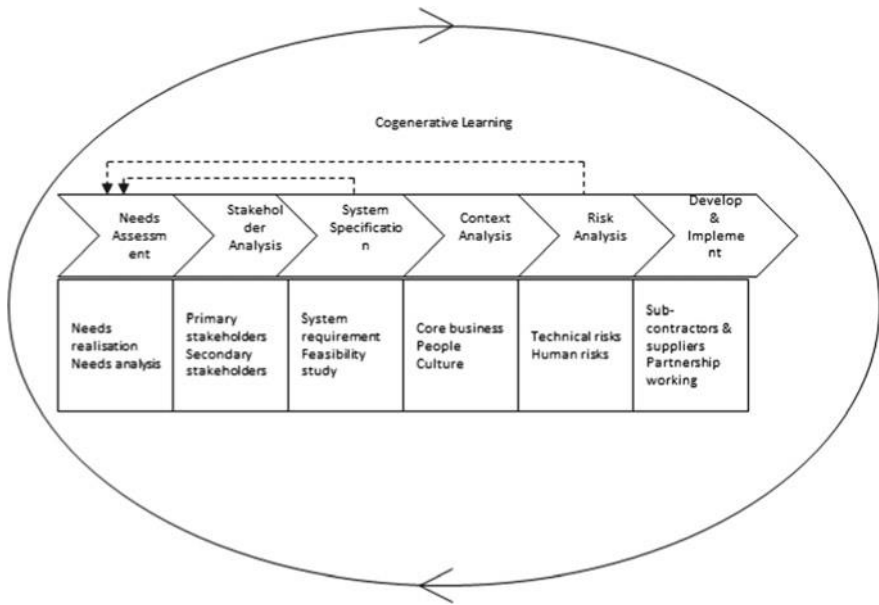 Cogenerative Learning
Needs
Assessm
ent
Stakehol
der
Analysis
System
Specificatio
n
Context
Analysis
Risk
Analysis
Develop
&
Implemen
t
Needs
realisation
Needs analysis
Primary
stakeholders
Secondary
stakeholders
System
requirement
Feasibility
study
Core business
People
Culture
Technical risks
Human risks
Sub-
contractors &
suppliers
Partnership
working